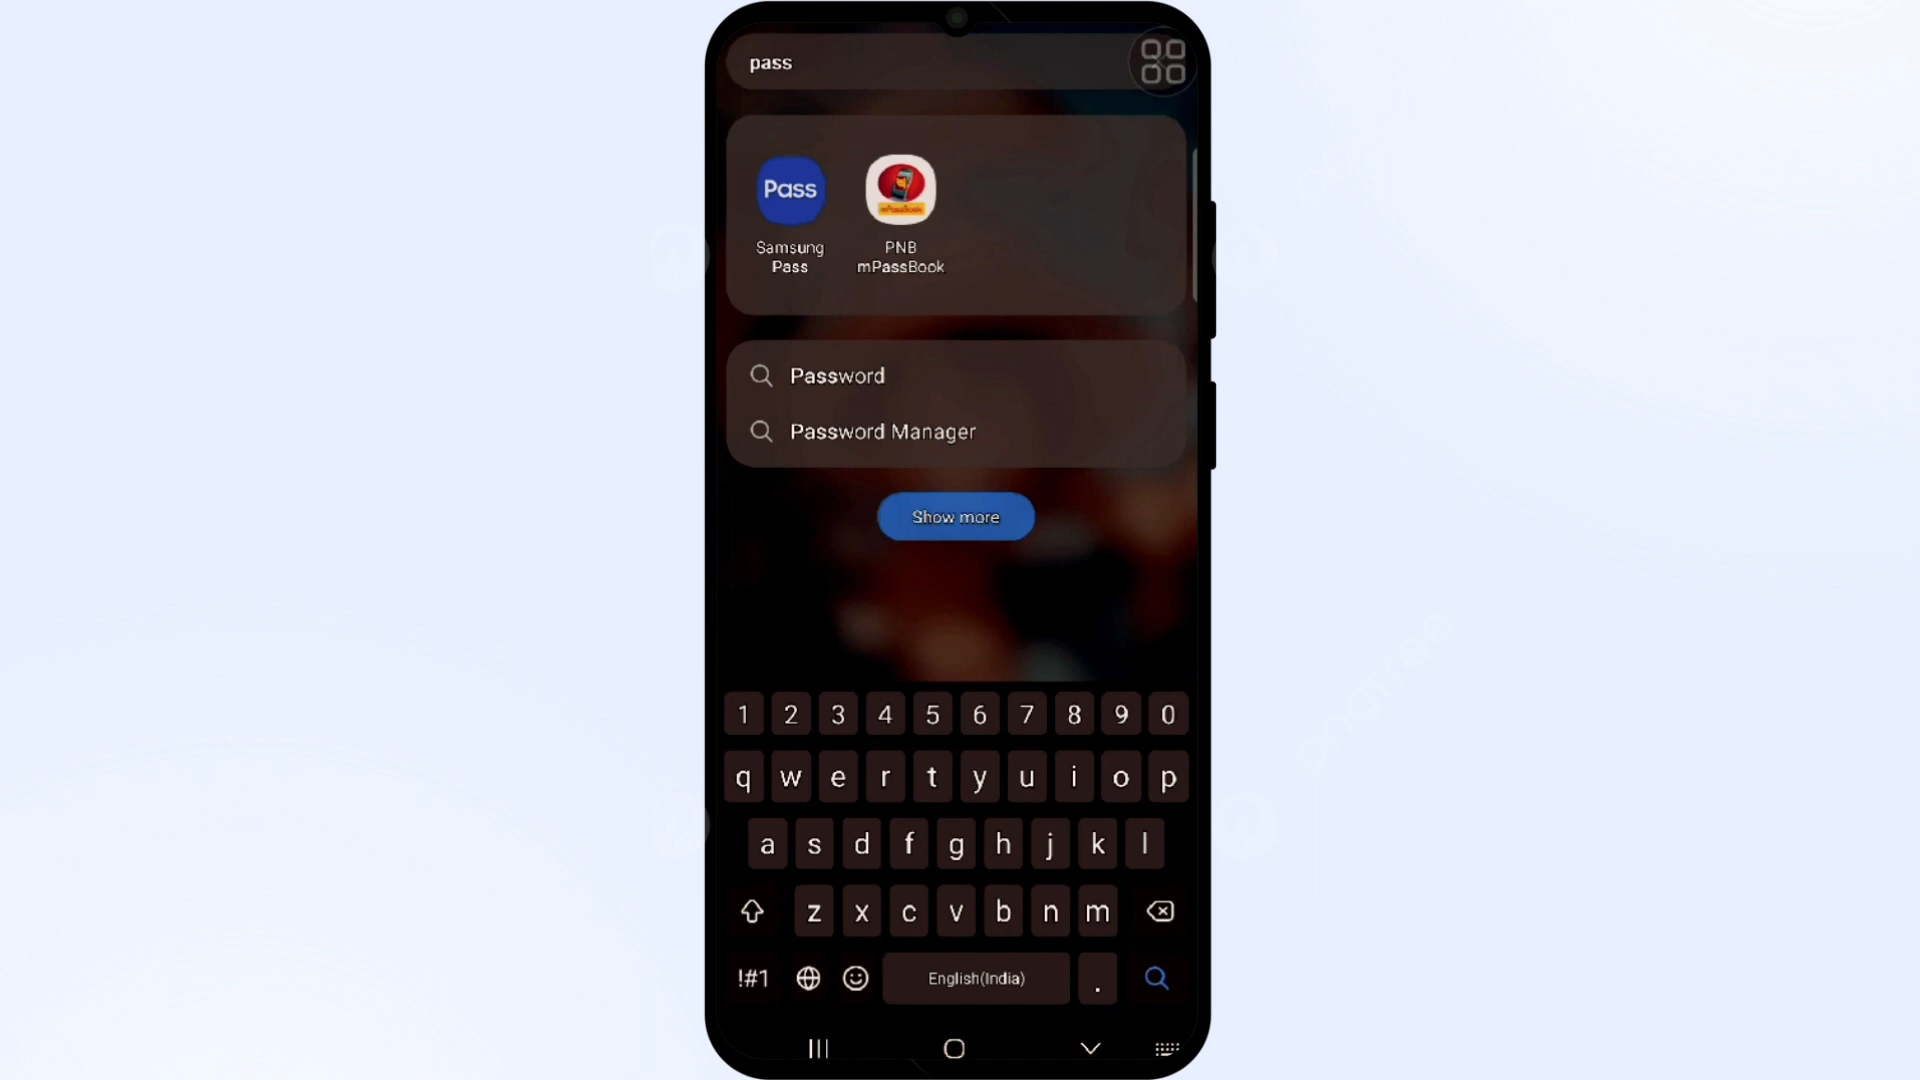 pass
Pass
mPassBook
Samsung
Pass
PNB
mPassBook
Password
Password Manager
Show more
1 2 3 4 5 6 7 8 9 0
q w e r t y u i o p
a s d f g h j k l
z x c v b n m
!#1 English(India) .